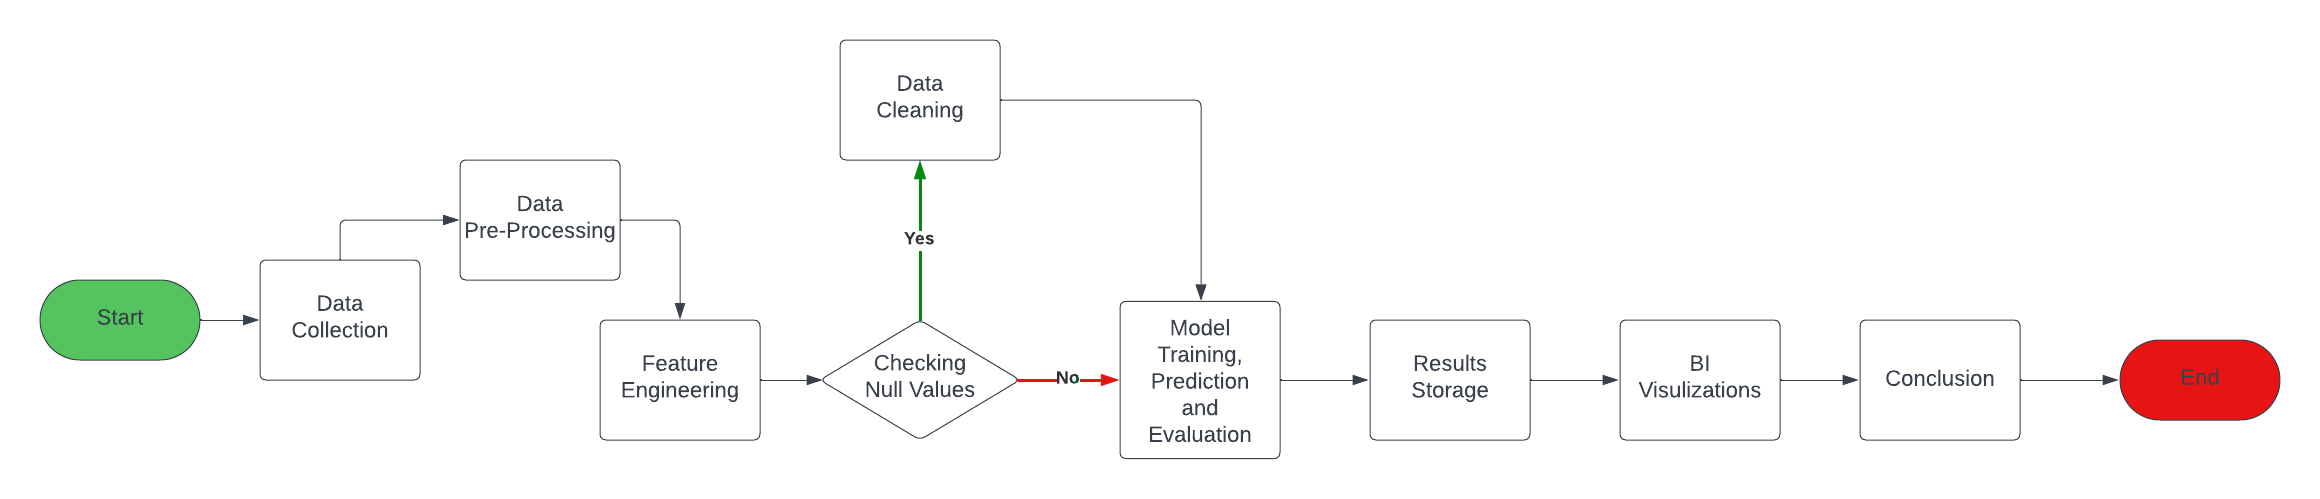 Start
Data
Collection
Data
Pre-Processing
Feature
Engineering
Checking
Null Values
Yes
Data
Cleaning
No
Model
Training,
Prediction
and
Evaluation
Results
Storage
BI
Visulizations
Conclusion
End